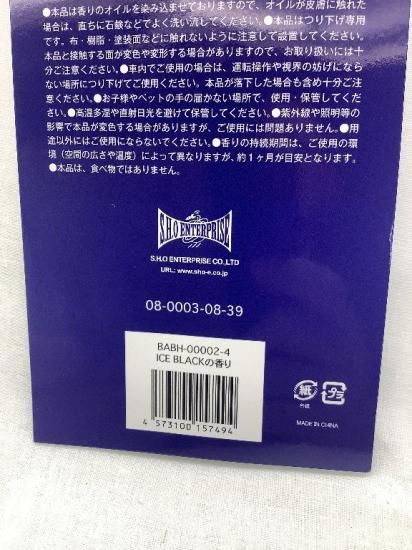 ●本品は香りのオイルを染み込ませておりますので、オイルが皮膚に触れた
場合は、直ちに石鹸などでよく洗い流してください。●本品はつり下げ専用
です。布・樹脂・塗装面などに触れないように注意して設置してください。
本品と接触する面が変色や変形する場合がありますので、お取り扱いには十
分ご注意ください。●車内でご使用の場合は、運転操作や視界の妨げになら
ない場所につり下げてご使用ください。本品が落下した場合も含め十分ご注
意ください。●お子様やペットの手の届かない場所で、使用・保管してくださ
い。●高温多湿や直射日光を避けて保管してください。●紫外線や照明等の
影響で本品が変色する場合がありますが、ご使用には問題ありません。●用
途以外にはご使用にならないでください。●香りの持続期間は、ご使用の環
境(空間の広さや温度)によって異なりますが、約1ヶ月が目安となります。
●本品は、食べ物ではありません。
S.H.O ENTERPRISE
S.H.O ENTERPRISE CO.,LTD
URL: www.sho-e.co.jp
08-0003-08-39
BABH-00002-4
ICE BLACKの香り
4 573100 157494
紙
台紙
プラ
MADE IN CHINA